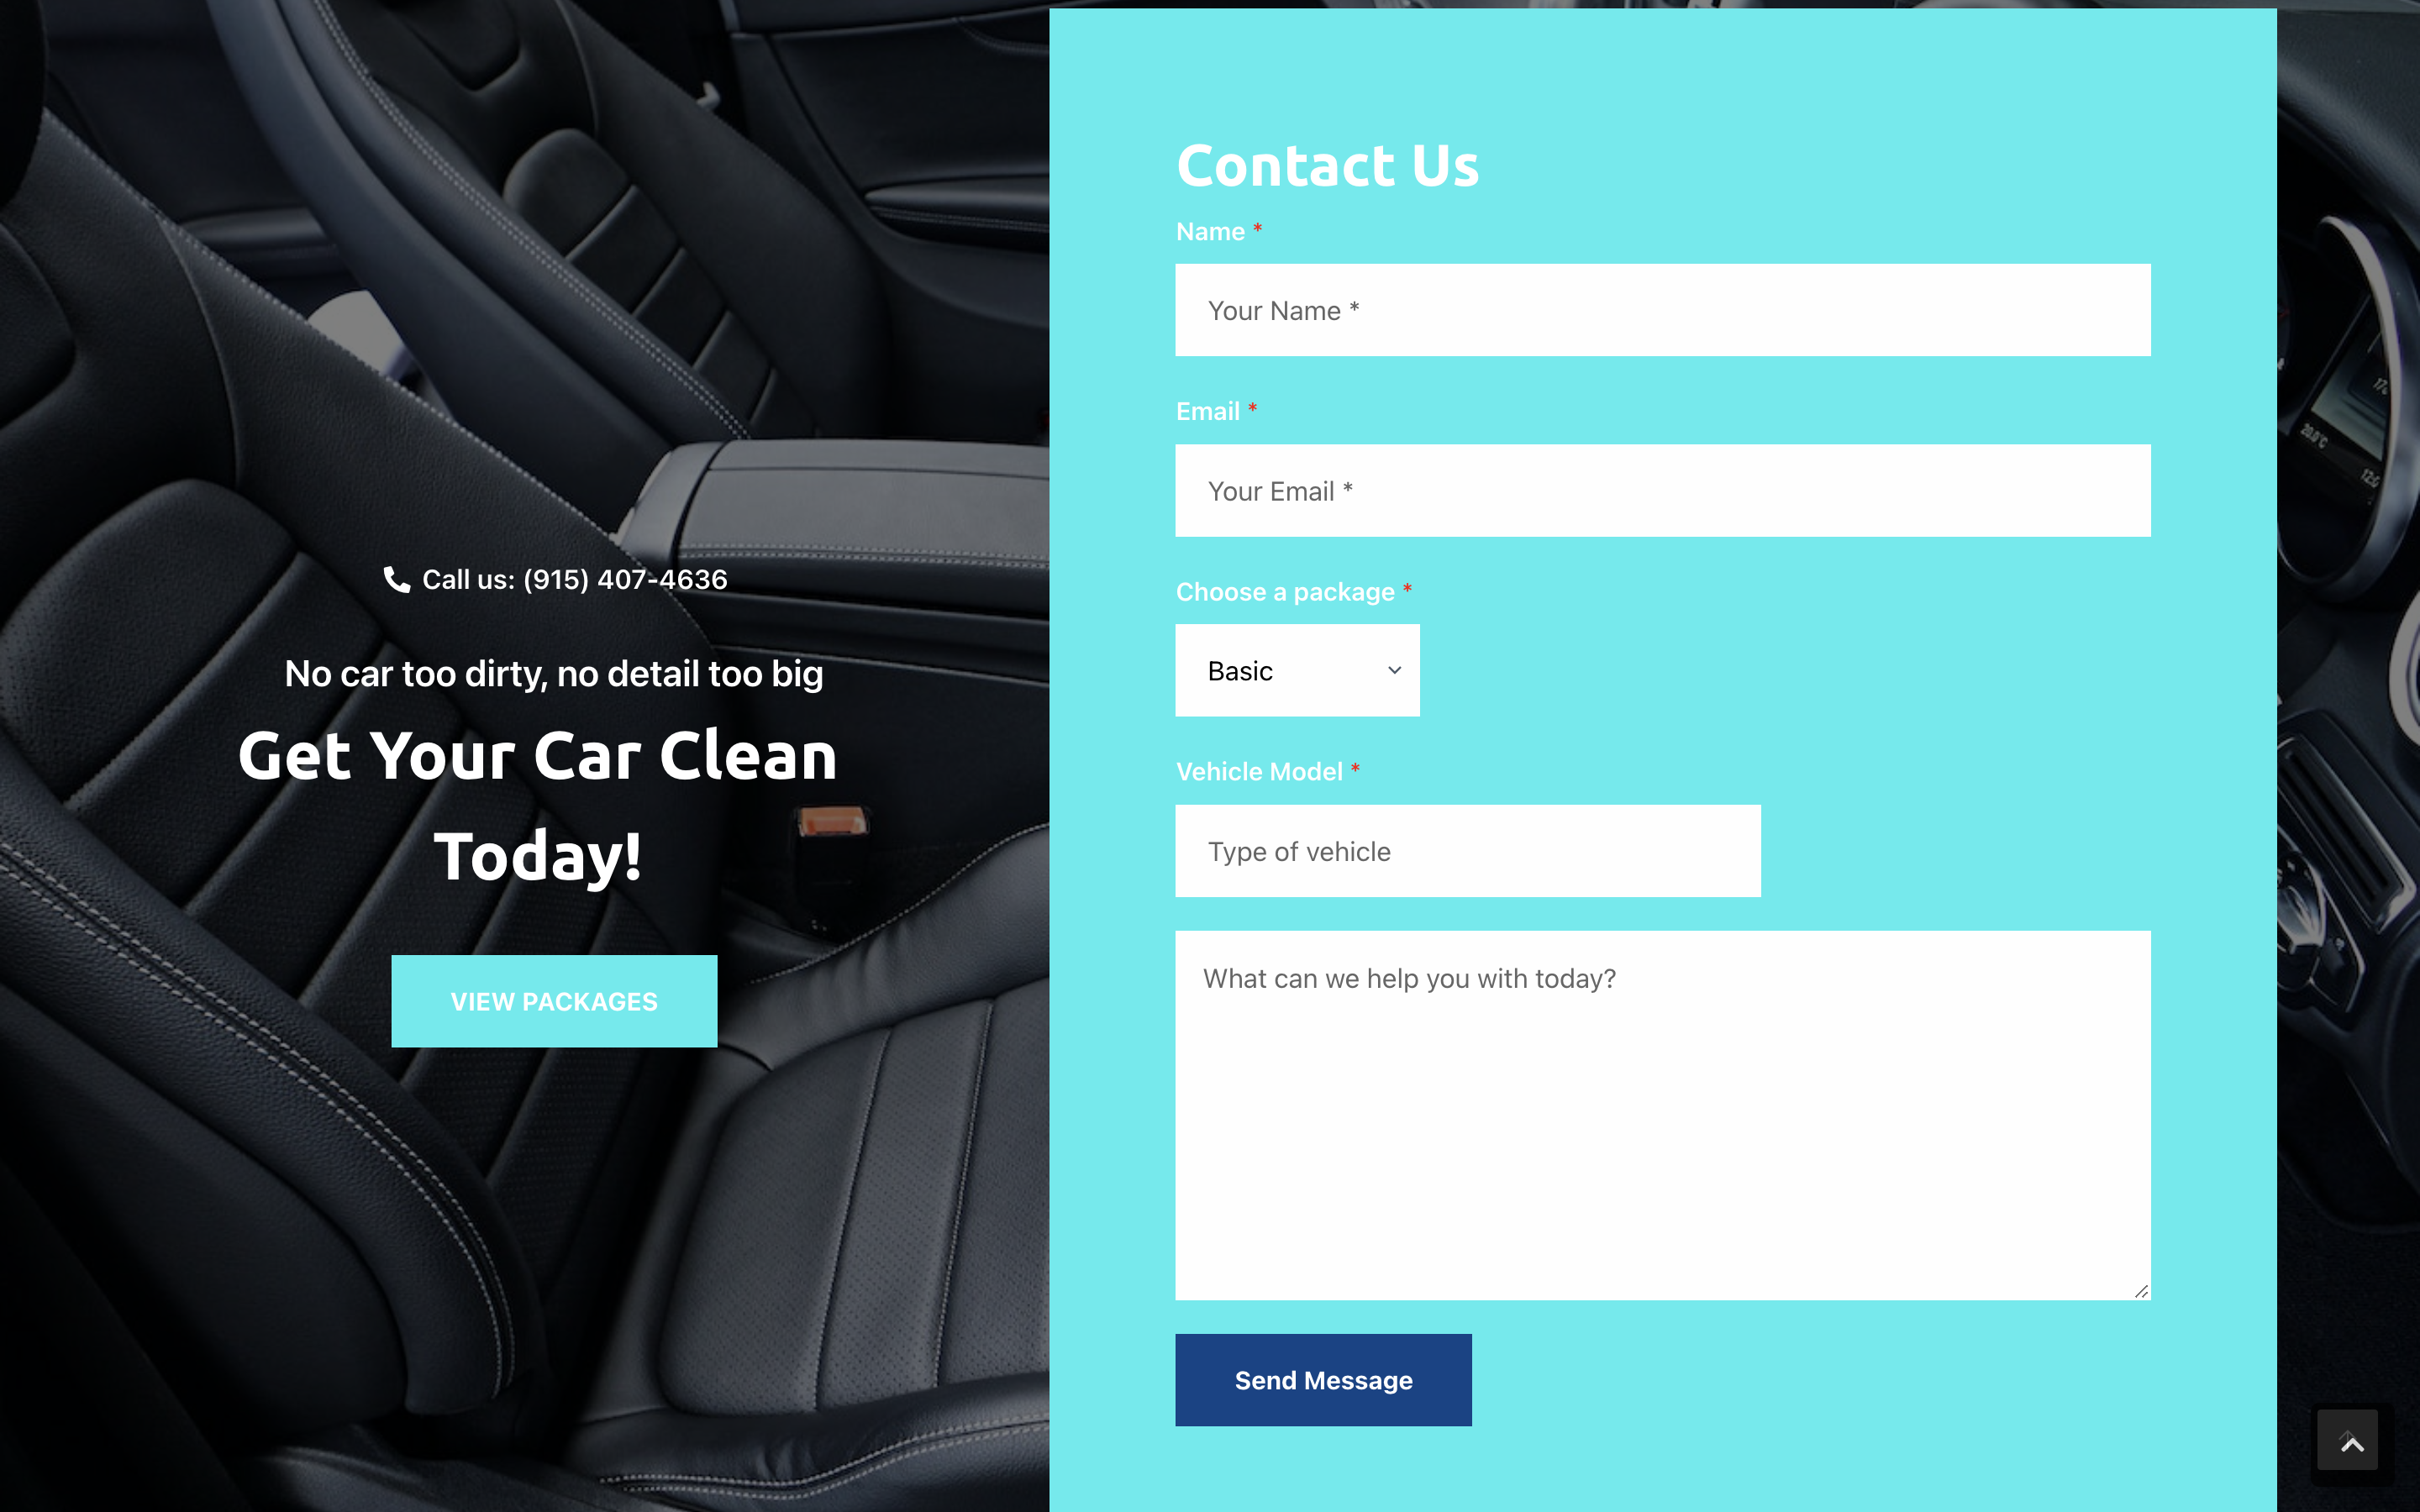 Call us: (915) 407-4636
No car too dirty, no detail too big
Get Your Car Clean
Today!
VIEW PACKAGES
Contact Us
Name *
Your Name *
Email *
Your Email *
Choose a package *
Basic
Vehicle Model *
Type of vehicle
What can we help you with today?
Send Message
20.8°C